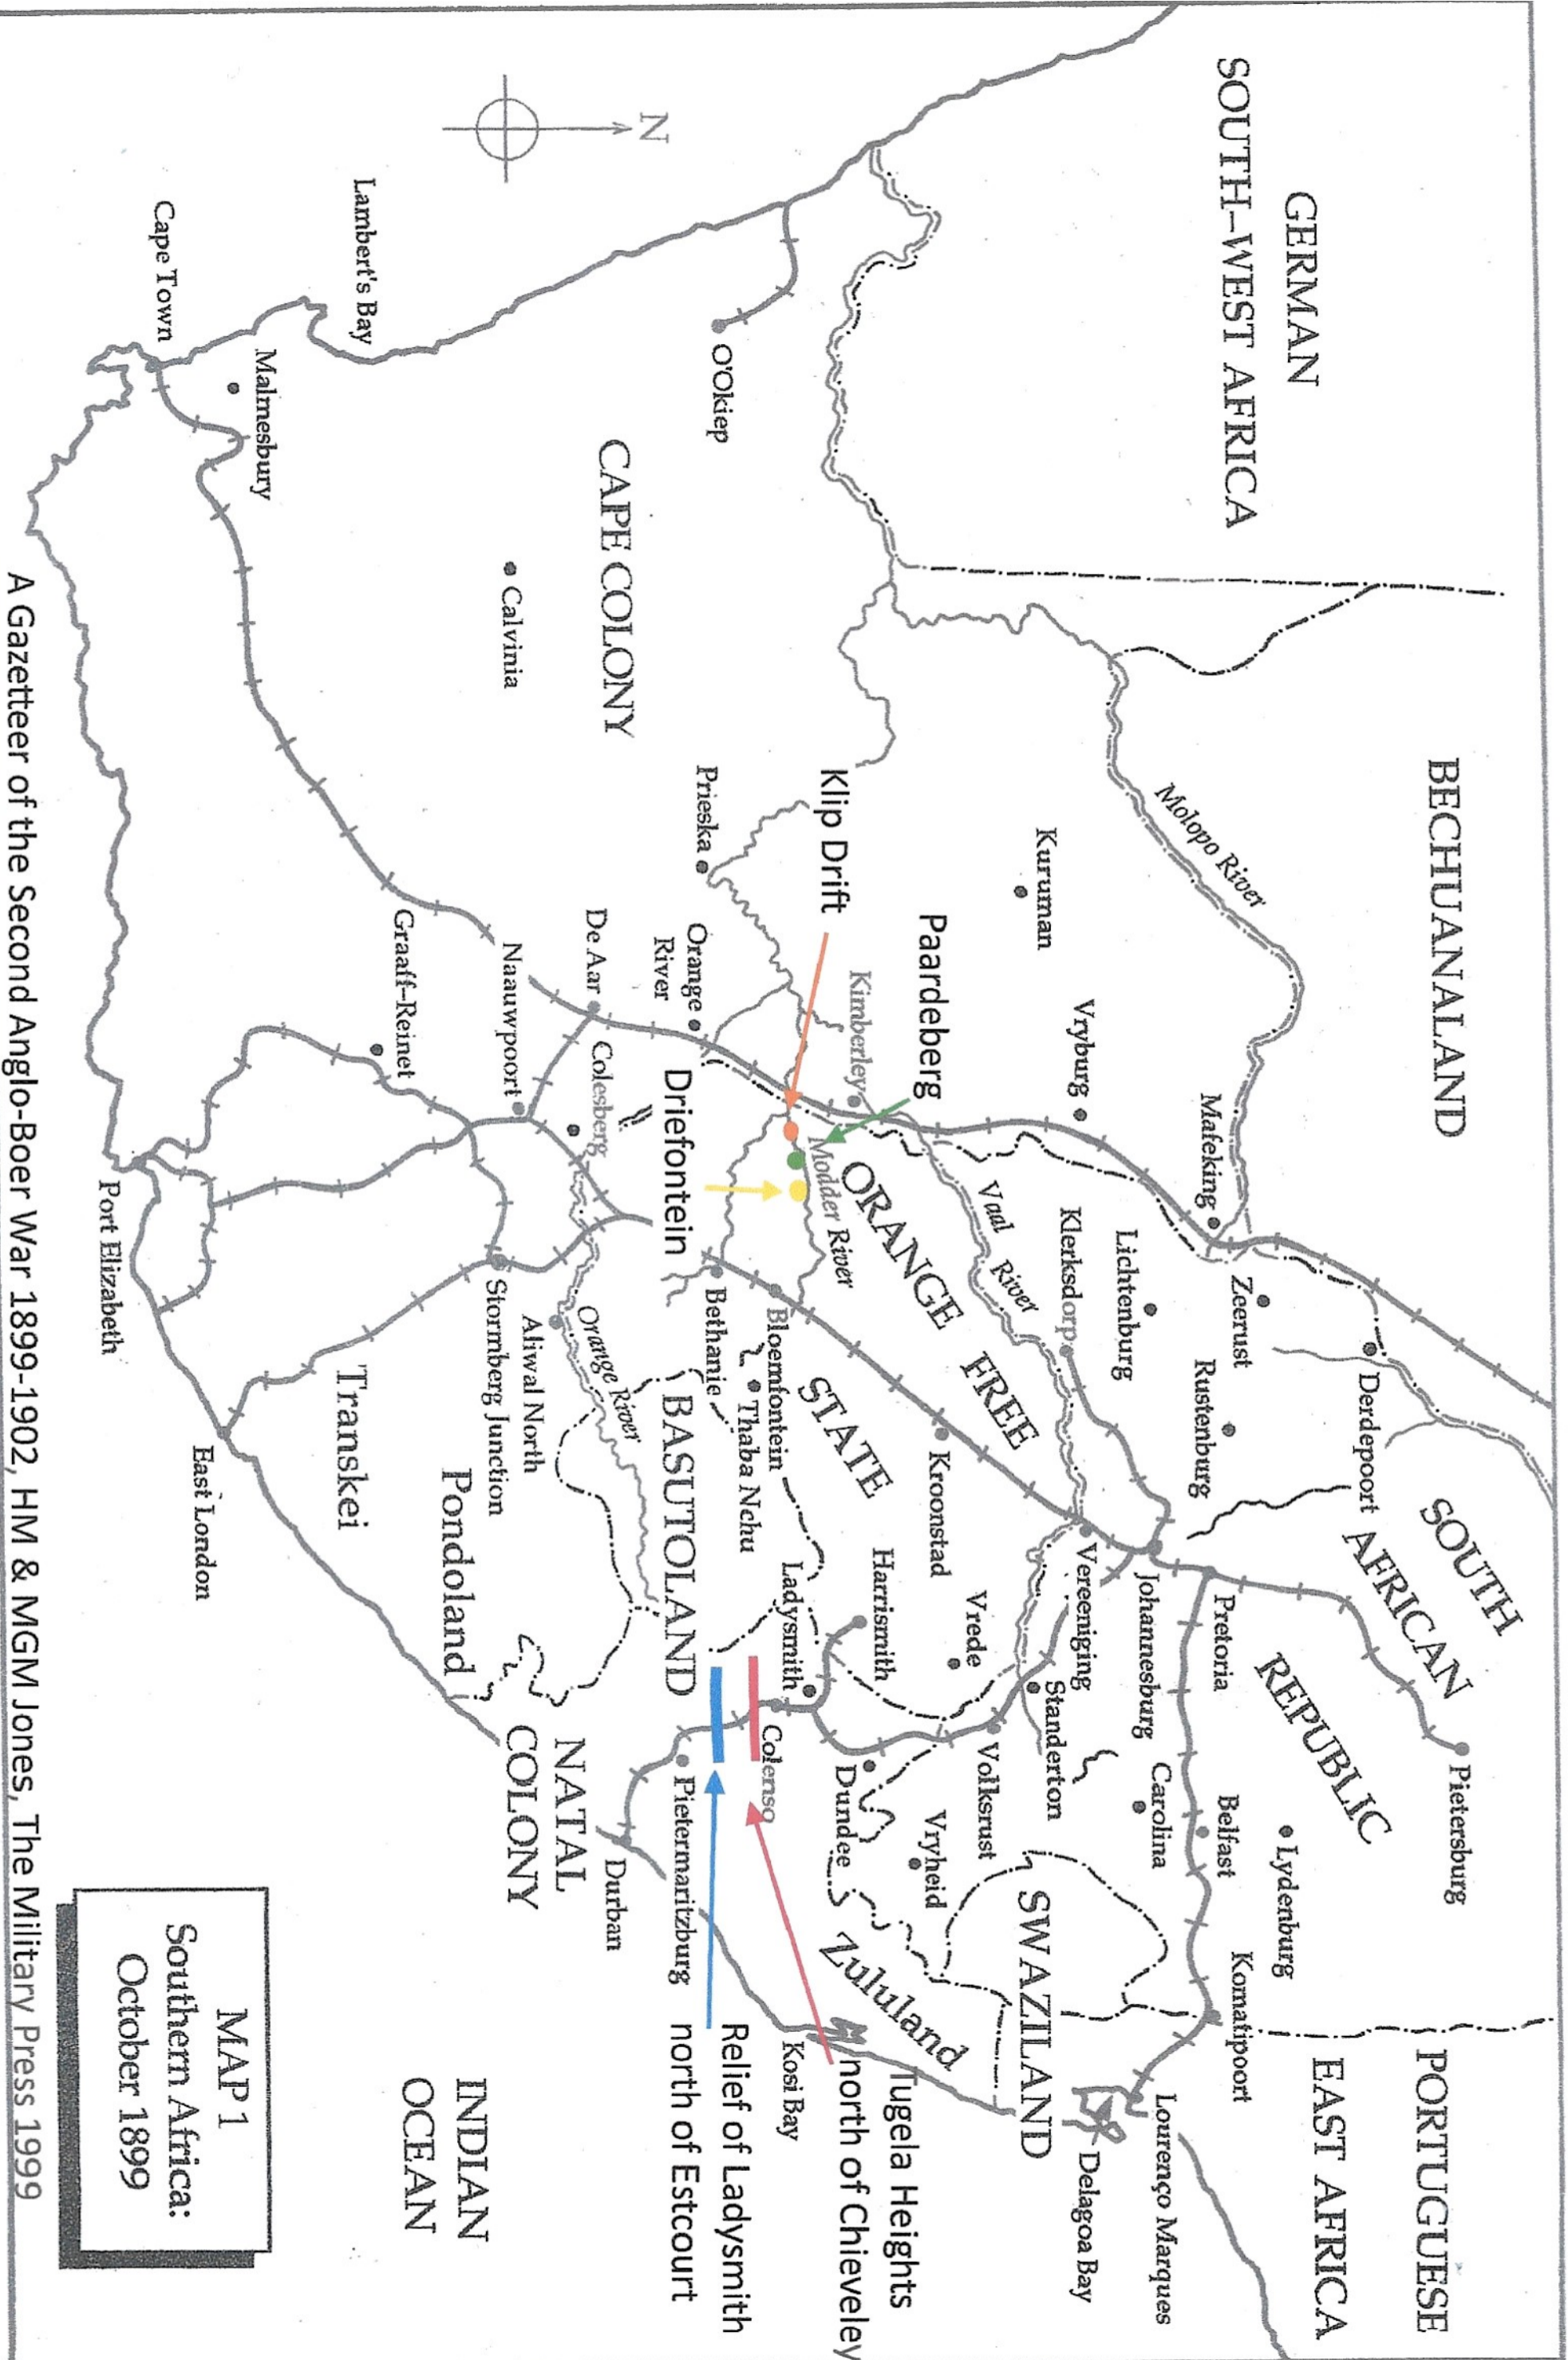 GERMAN
SOUTH–WEST AFRICA
BECHUANALAND
PORTUGUESE
EAST AFRICA
SOUTH
AFRICAN
REPUBLIC
Pietersburg
Molopo River
Mafeking
Zeerust
Derdepoort
Lydenburg
Komatipoort
Rustenburg
Pretoria
Belfast
Lourenço Marques
Kuruman
Vryburg
Lichtenburg
Klerksdorp
Johannesburg
Carolina
Delagoa Bay
Vereeniging
Standerton
SWAZILAND
Vaal
River
Paardeberg
ORANGE
FREE
STATE
Kroonstad
Vrede
Volksrust
Vryheid
Zululand
Tugela Heights
north of Chieveley
Klip Drift
Kimberley
Modder River
Harrismith
Dundee
Kosi Bay
O'Okiep
Prieska
Orange
River
Driefontein
Bloemfontein
Thaba Nchu
Bethanie
Ladysmith
Colenso
Relief of Ladysmith
north of Estcourt
N
CAPE COLONY
BASUTOLAND
Pietermaritzburg
De Aar
Colesberg
Orange River
Durban
Calvinia
Naauwpoort
Aliwal North
Stormberg Junction
NATAL
COLONY
Pondoland
Transkei
INDIAN
OCEAN
Lambert's Bay
Graaff–Reinet
Malmesbury
Cape Town
Port Elizabeth
East London
MAP 1
Southern Africa:
October 1899
A Gazetteer of the Second Anglo-Boer War 1899-1902, HM & MGM Jones, The Military Press 1999